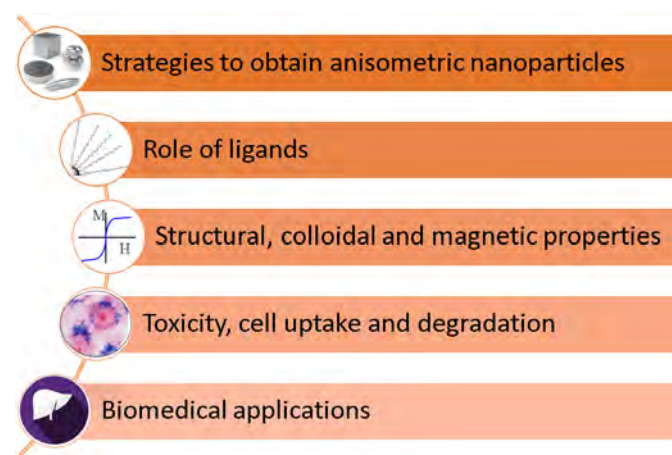 Strategies to obtain anisometric nanoparticles
Role of ligands
M
H
Structural, colloidal and magnetic properties
Toxicity, cell uptake and degradation
Biomedical applications